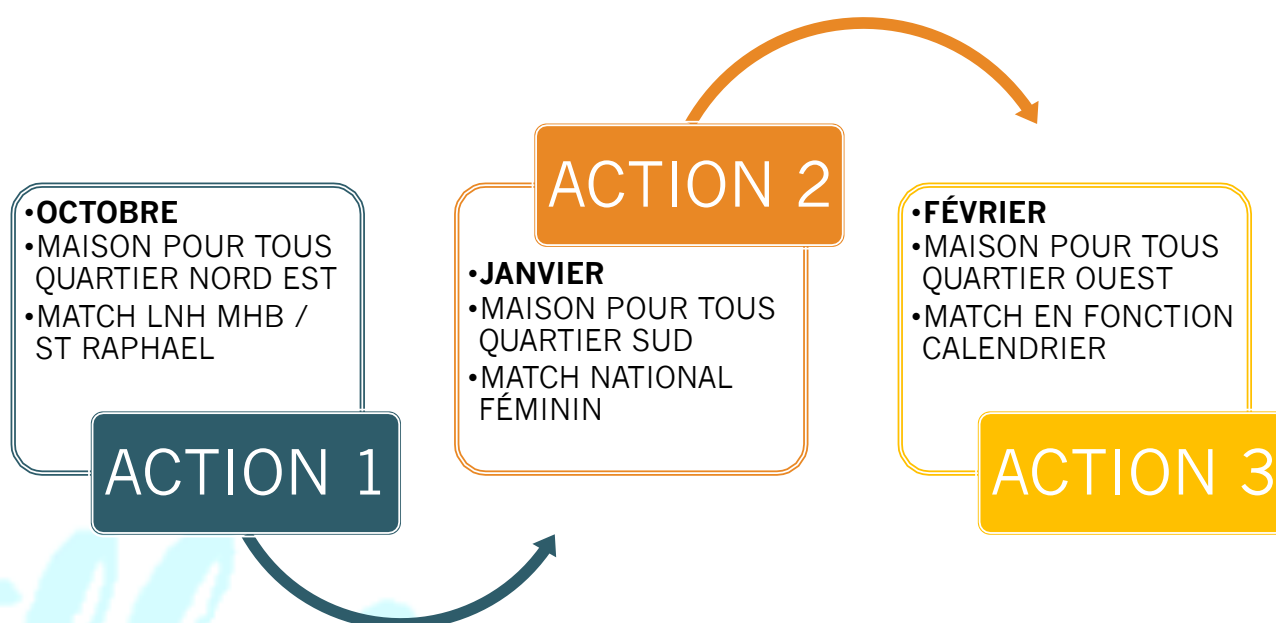 •OCTOBRE
•MAISON POUR TOUS
QUARTIER NORD EST
•MATCH LNH MHB /
ST RAPHAEL
ACTION 1
ACTION 2
•JANVIER
•MAISON POUR TOUS
QUARTIER SUD
•MATCH NATIONAL
FÉMININ
•FÉVRIER
•MAISON POUR TOUS
QUARTIER OUEST
•MATCH EN FONCTION
CALENDRIER
ACTION 3